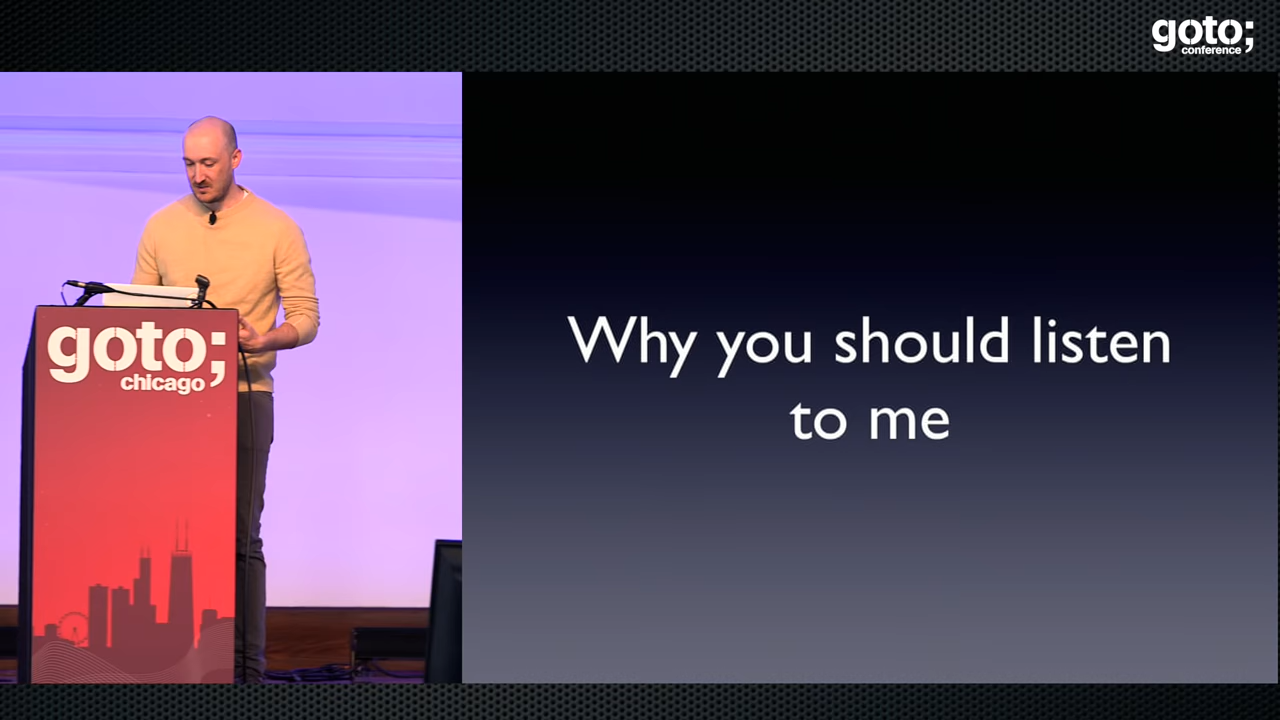 goto;
conference
goto;
chicago
Why you should listen
to me